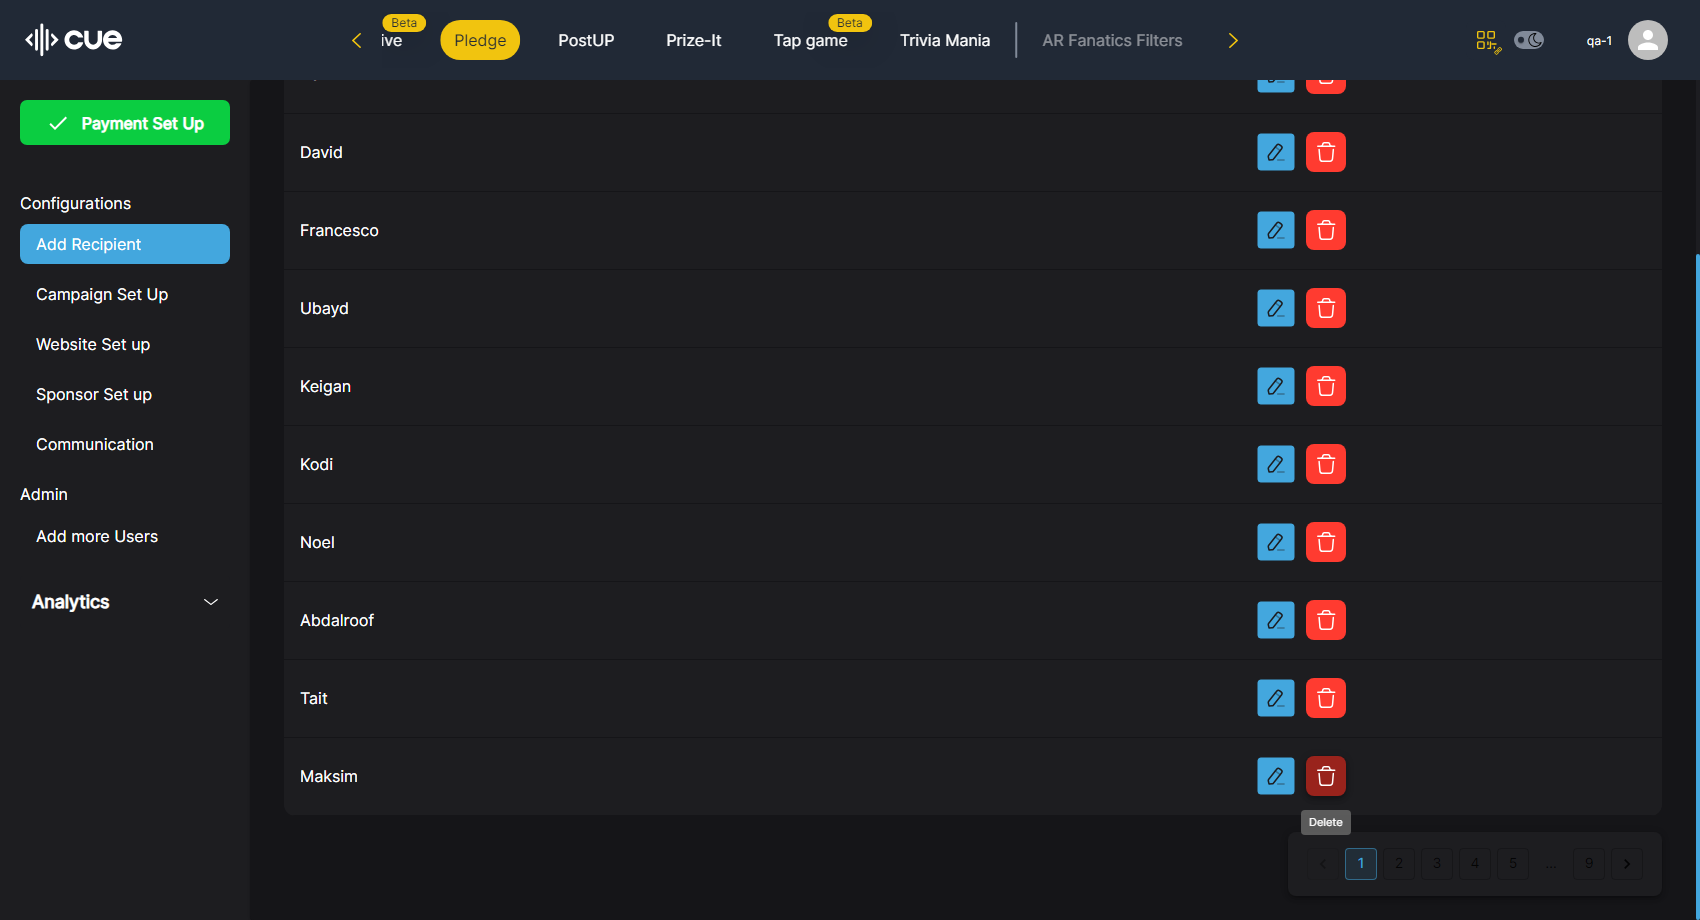 cue
Beta
ive
Pledge
PostUP
Prize-It
Beta
Tap game
Trivia Mania
AR Fanatics Filters
qa-1
Payment Set Up
Configurations
Add Recipient
Campaign Set Up
Website Set up
Sponsor Set up
Communication
Admin
Add more Users
Analytics
David
Francesco
Ubayd
Keigan
Kodi
Noel
Abdalroof
Tait
Maksim
Delete
1 2 3 4 5 ... 9